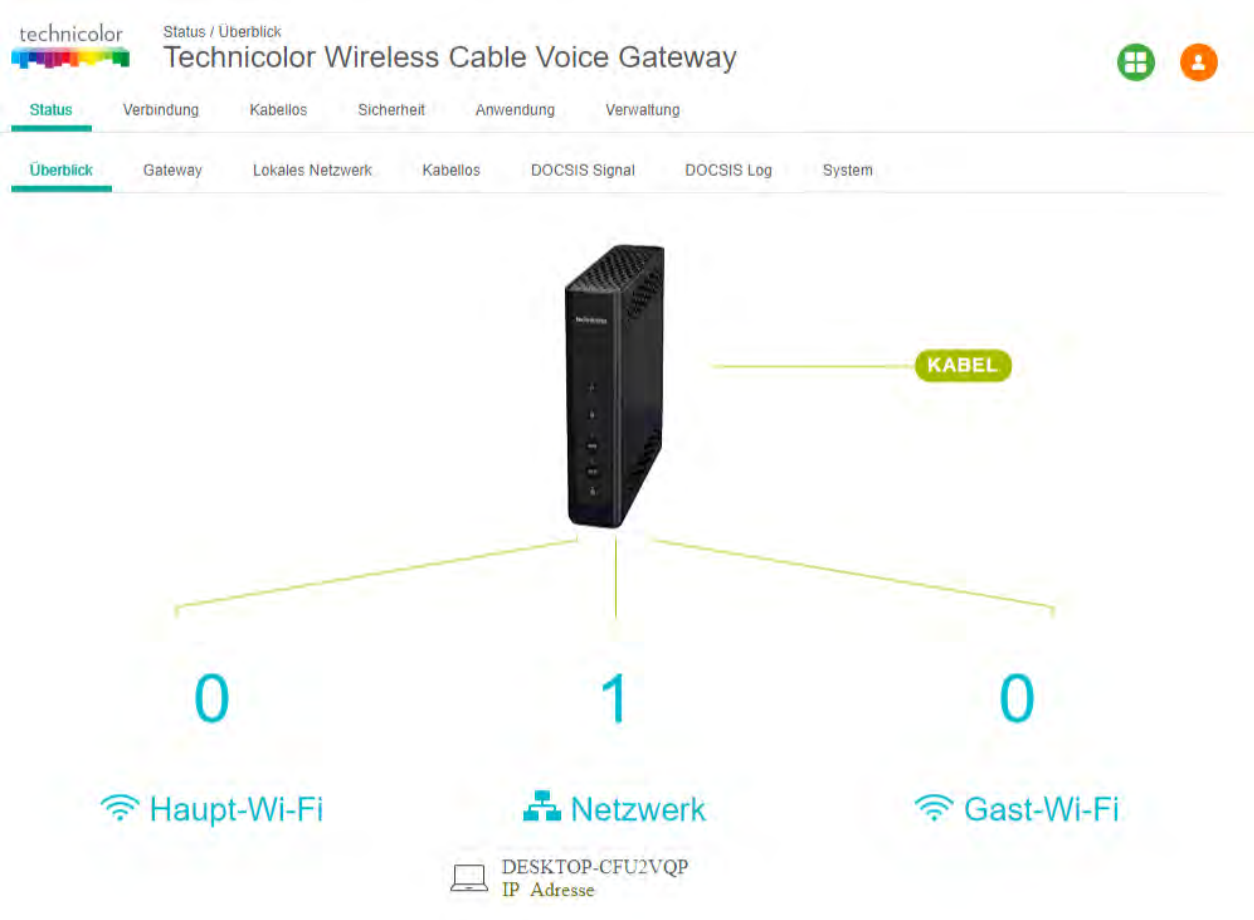 technicolor
Status / Überblick
Technicolor Wireless Cable Voice Gateway
Status Verbindung Kabellos Sicherheit Anwendung Verwaltung
Überblick Gateway Lokales Netzwerk Kabellos DOCSIS Signal DOCSIS Log System
KABEL
0 1 0
Haupt-Wi-Fi Netzwerk Gast-Wi-Fi
DESKTOP-CFU2VQP
IP Adresse